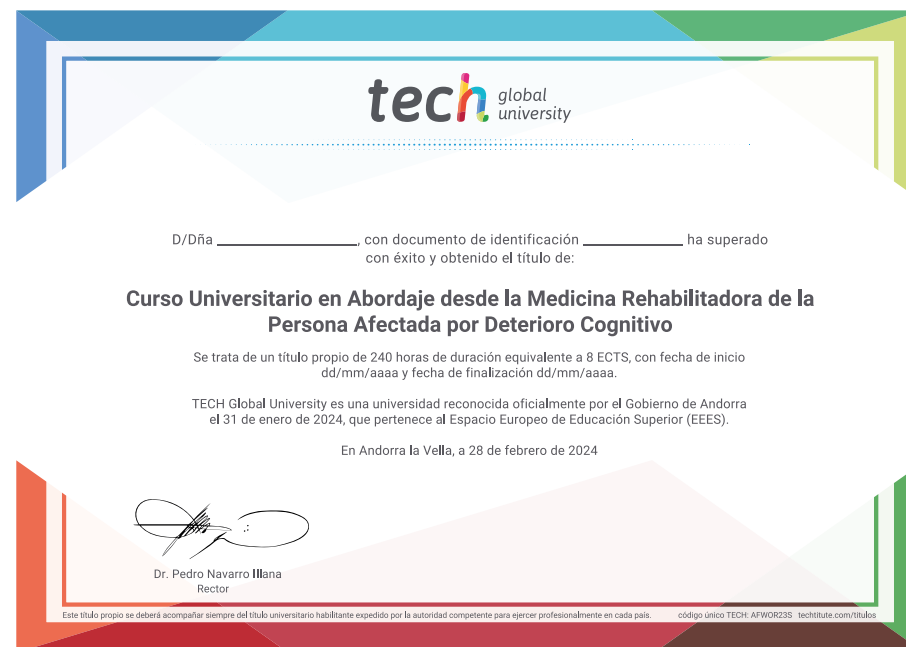 tech global
university
D/Dña ____________________, con documento de identificación ______________ ha superado
con éxito y obtenido el título de:
Curso Universitario en Abordaje desde la Medicina Rehabilitadora de la
Persona Afectada por Deterioro Cognitivo
Se trata de un título propio de 240 horas de duración equivalente a 8 ECTS, con fecha de inicio
dd/mm/aaaa y fecha de finalización dd/mm/aaaa.
TECH Global University es una universidad reconocida oficialmente por el Gobierno de Andorra
el 31 de enero de 2024, que pertenece al Espacio Europeo de Educación Superior (EEES).
En Andorra la Vella, a 28 de febrero de 2024
Dr. Pedro Navarro Illana
Rector
Este título propio se deberá acompañar siempre del título universitario habilitante expedido por la autoridad competente para ejercer profesionalmente en cada país. código único TECH: AFWOR23S techtitute.com/titulos